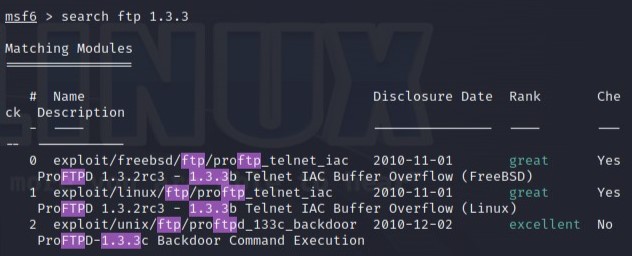 msf6 > search ftp 1.3.3
Matching Modules
================
# Name Disclosure Date Rank Che
ck Description
- ---- --------------- ---- ---
-- -----------
0 exploit/freebsd/ftp/proftp_telnet_iac 2010-11-01 great Yes
ProFTPD 1.3.2rc3 - 1.3.3b Telnet IAC Buffer Overflow (FreeBSD)
1 exploit/linux/ftp/proftp_telnet_iac 2010-11-01 great Yes
ProFTPD 1.3.2rc3 - 1.3.3b Telnet IAC Buffer Overflow (Linux)
2 exploit/unix/ftp/proftpd_133c_backdoor 2010-12-02 excellent No
ProFTPD-1.3.3c Backdoor Command Execution